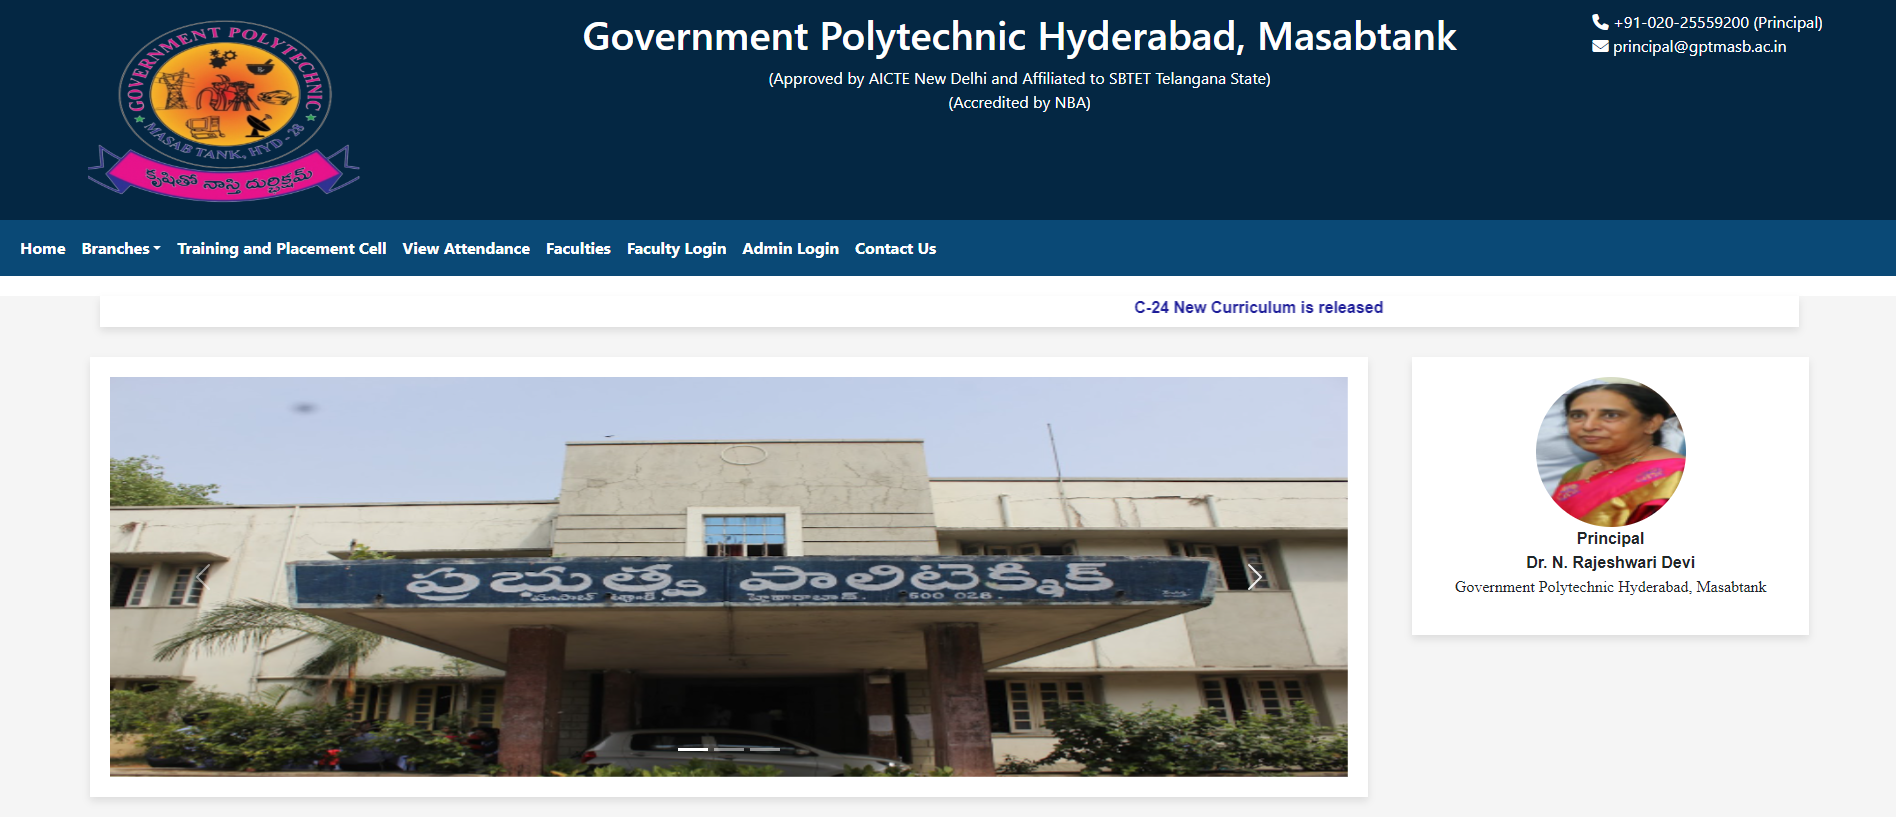 GOVERNMENT POLYTECHNIC
MASAB TANK, HYD - 28
కృషితో నాస్తి దుర్భిక్షమ్
Government Polytechnic Hyderabad, Masabtank
(Approved by AICTE New Delhi and Affiliated to SBTET Telangana State)
(Accredited by NBA)
+91-020-25559200 (Principal)
principal@gptmasb.ac.in
Home Branches Training and Placement Cell View Attendance Faculties Faculty Login Admin Login Contact Us
C-24 New Curriculum is released
ప్రభుత్వ పాలిటెక్నిక్
మాసాబ్ ట్యాంక్, హైదరాబాద్. 500 028.
Principal
Dr. N. Rajeshwari Devi
Government Polytechnic Hyderabad, Masabtank